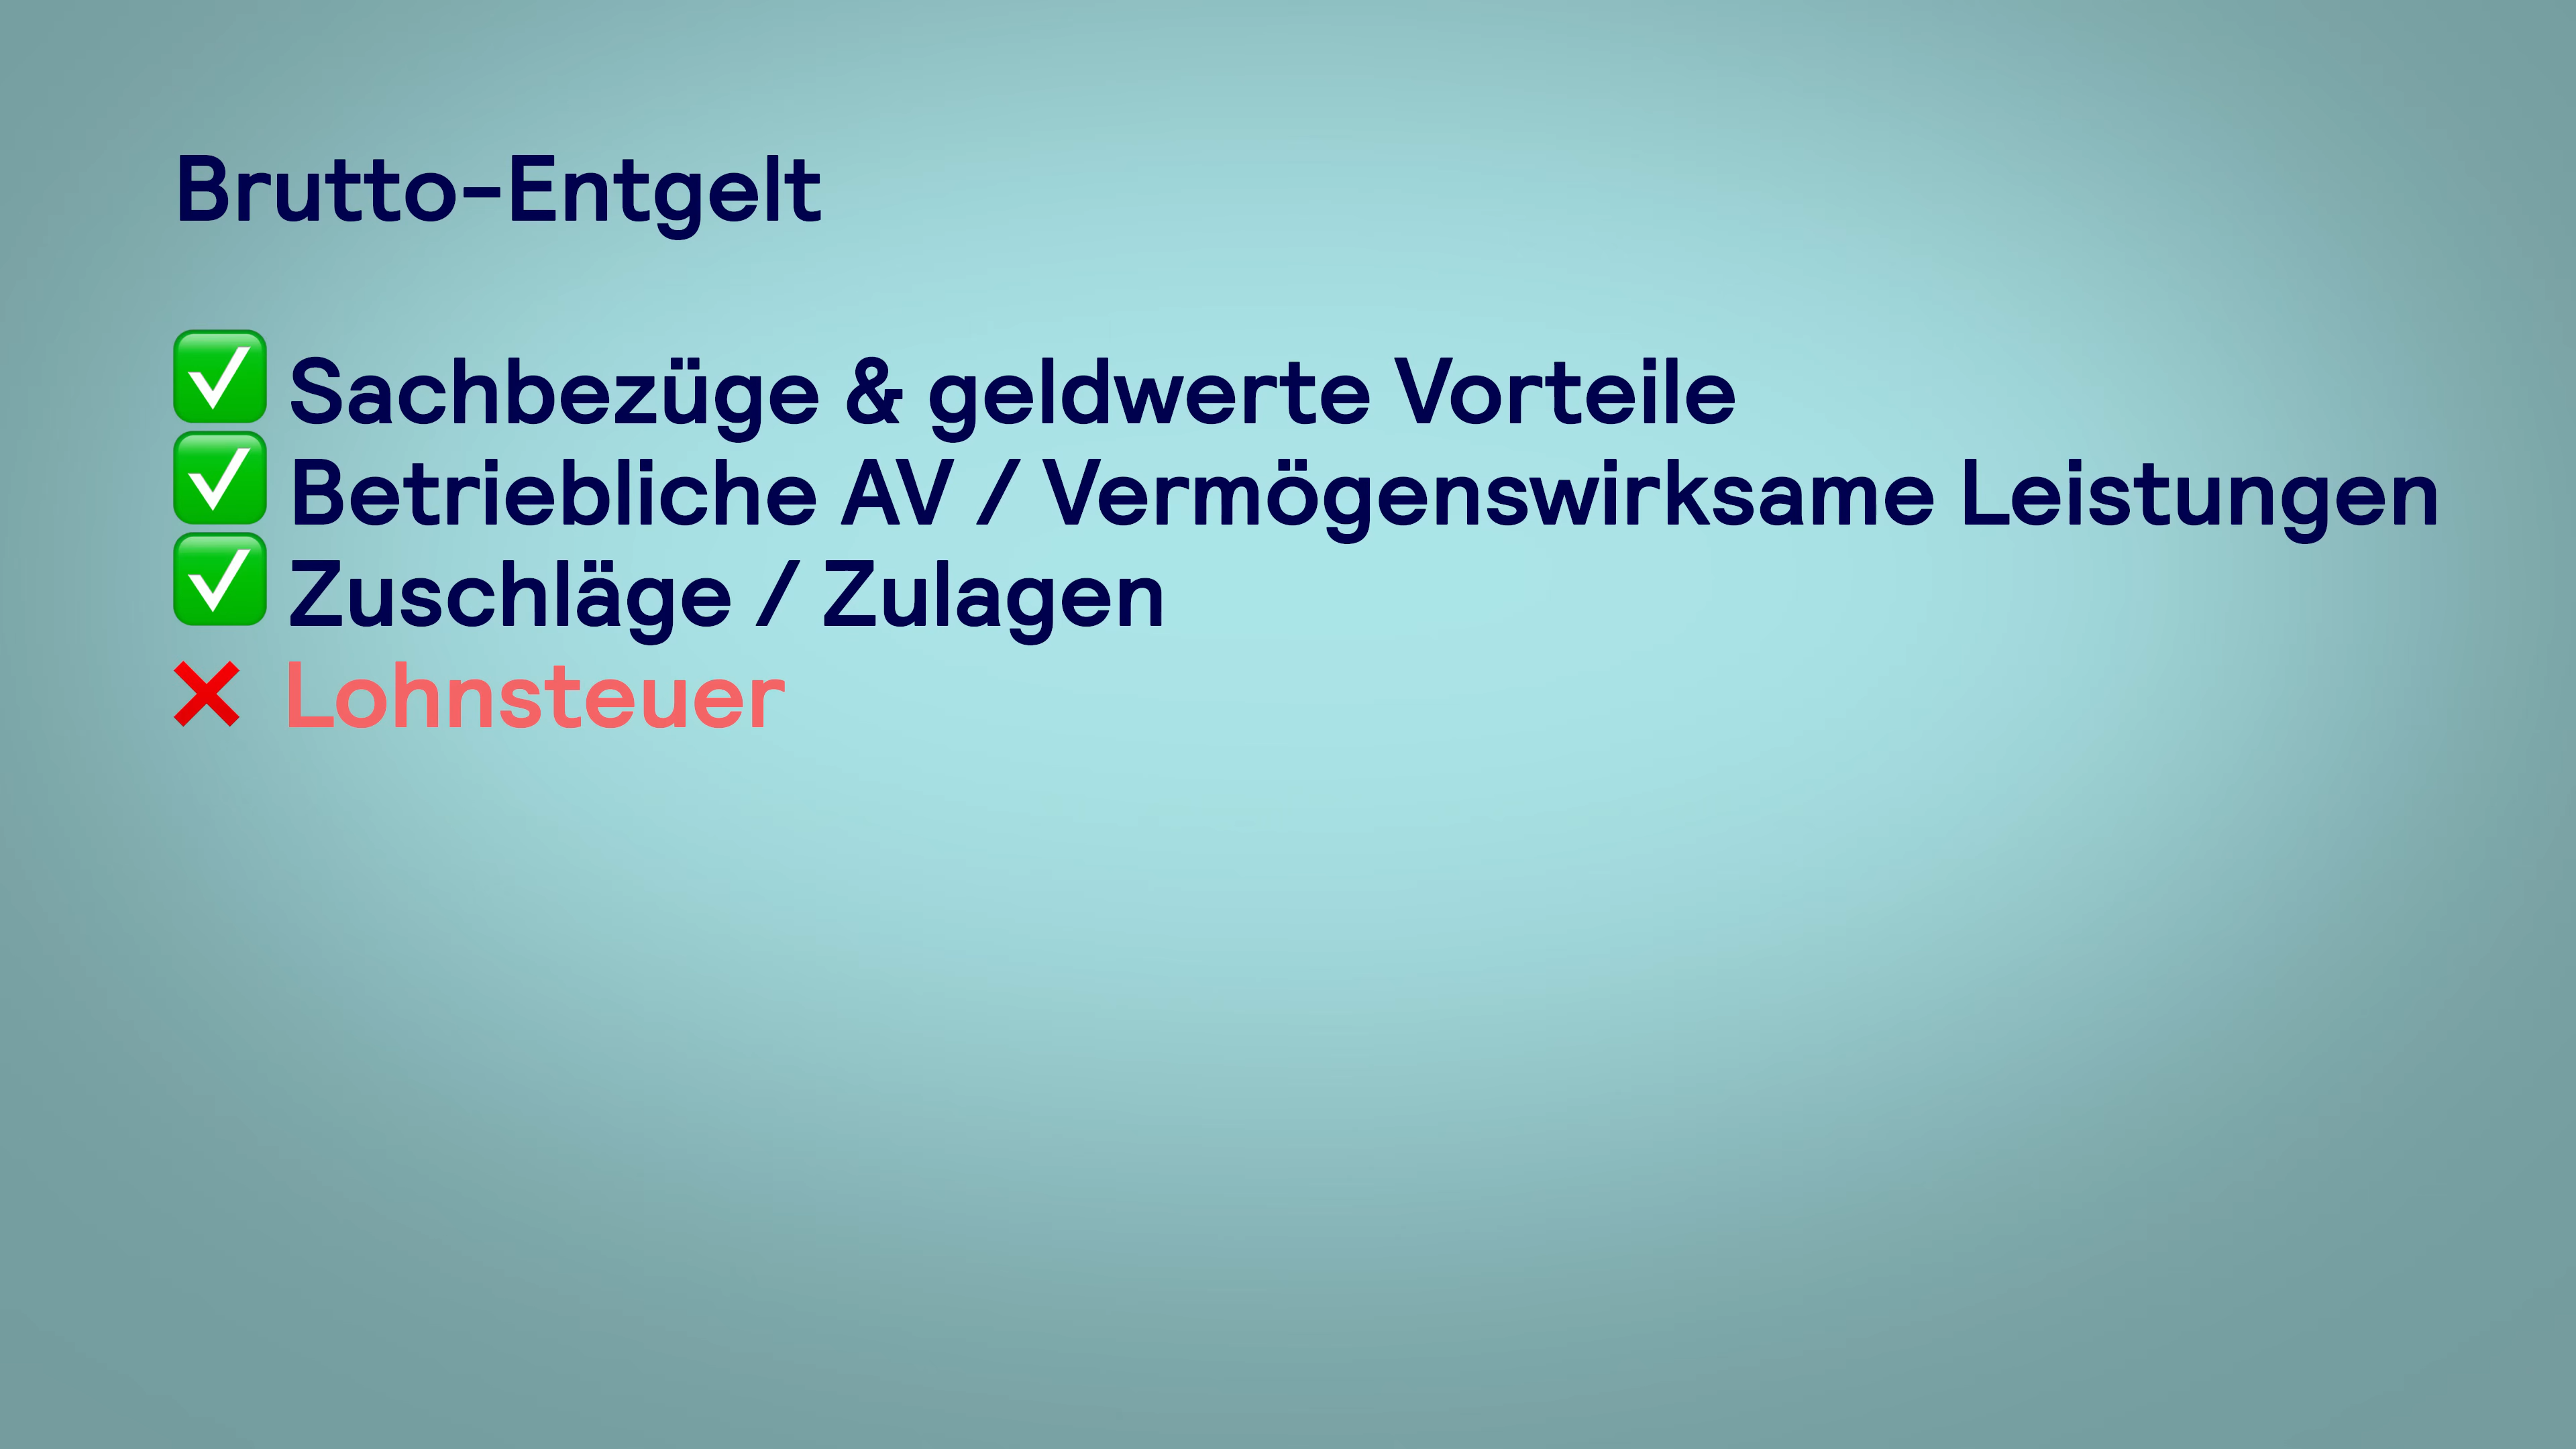 Brutto-Entgelt
✅ Sachbezüge & geldwerte Vorteile
✅ Betriebliche AV / Vermögenswirksame Leistungen
✅ Zuschläge / Zulagen
❌ Lohnsteuer